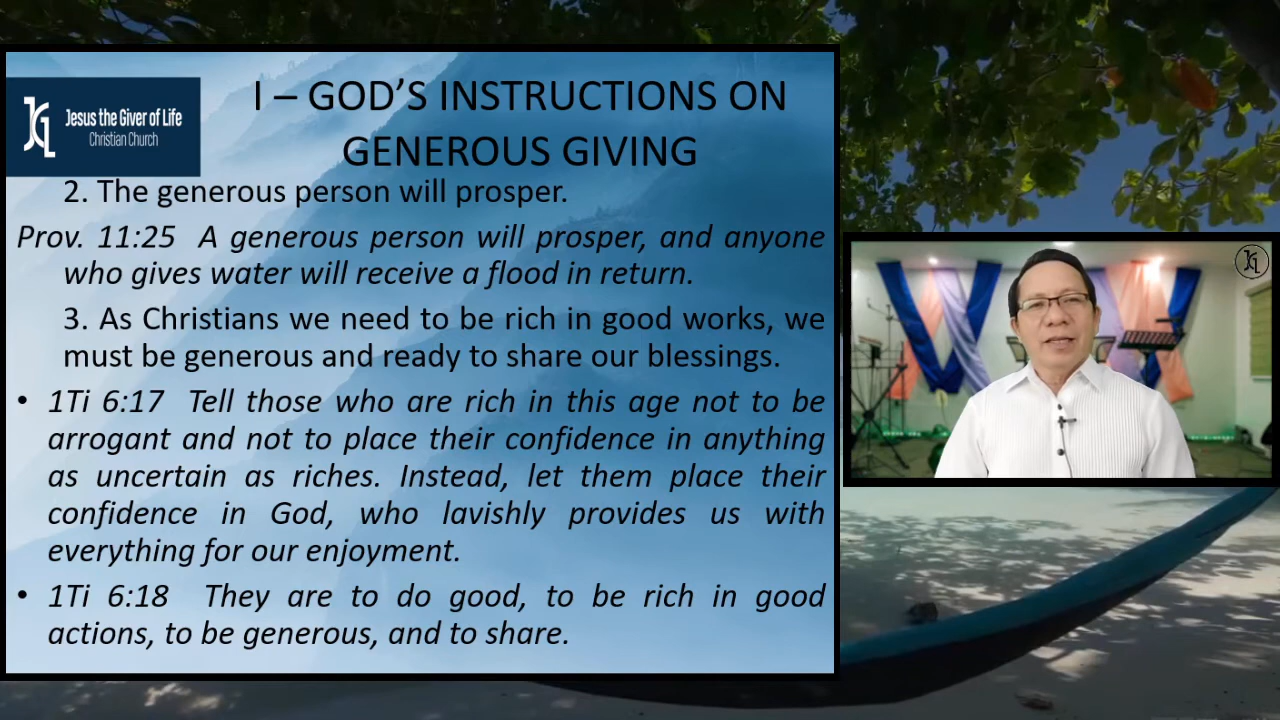 Jesus the Giver of Life
Christian Church
I – GOD'S INSTRUCTIONS ON
GENEROUS GIVING
2. The generous person will prosper.
Prov. 11:25 A generous person will prosper, and anyone
who gives water will receive a flood in return.
3. As Christians we need to be rich in good works, we
must be generous and ready to share our blessings.
• 1Ti 6:17 Tell those who are rich in this age not to be
arrogant and not to place their confidence in anything
as uncertain as riches. Instead, let them place their
confidence in God, who lavishly provides us with
everything for our enjoyment.
• 1Ti 6:18 They are to do good, to be rich in good
actions, to be generous, and to share.